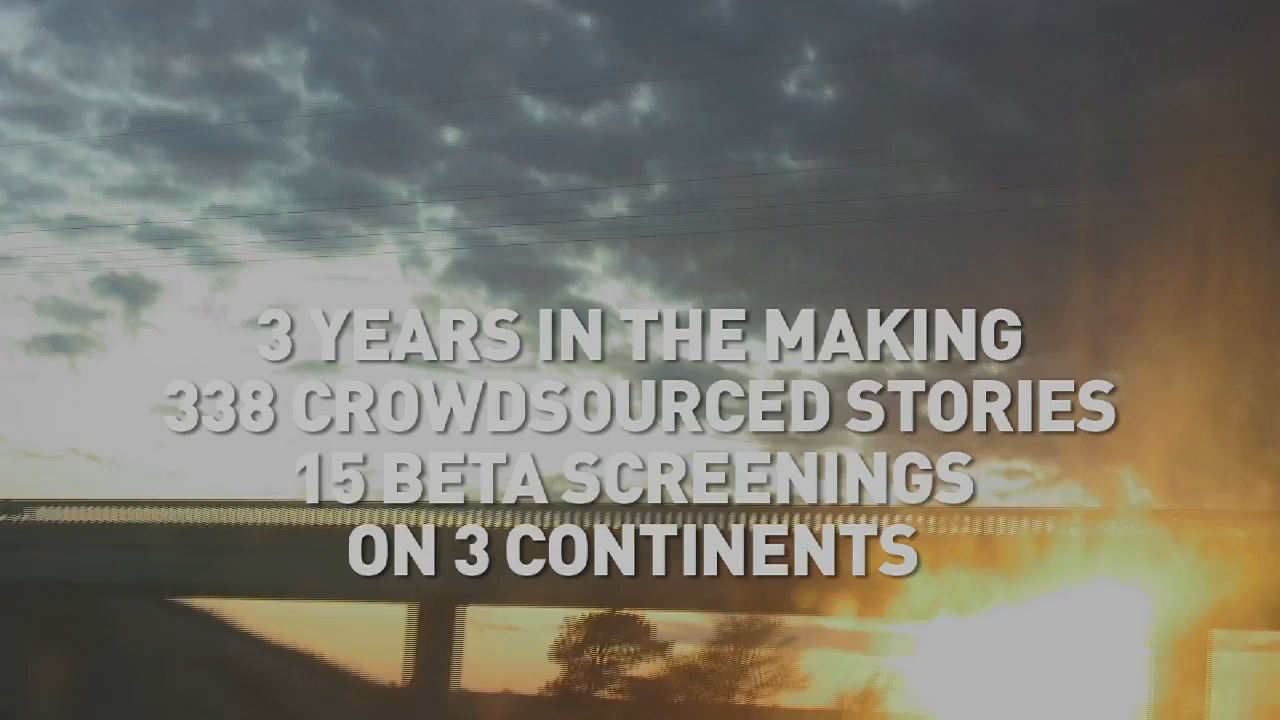 3 YEARS IN THE MAKING
338 CROWDSOURCED STORIES
15 BETA SCREENINGS
ON 3 CONTINENTS